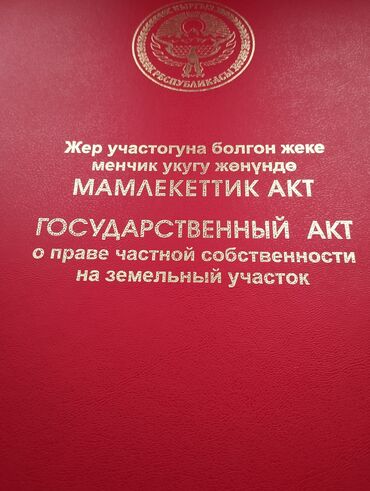 КЫРГЫЗ
РЕСПУБЛИКАСЫ
Жер участогуна болгон жеке
менчик укугу жөнүндө
МАМЛЕКЕТТИК АКТ
ГОСУДАРСТВЕННЫЙ АКТ
о праве частной собственности
на земельный участок